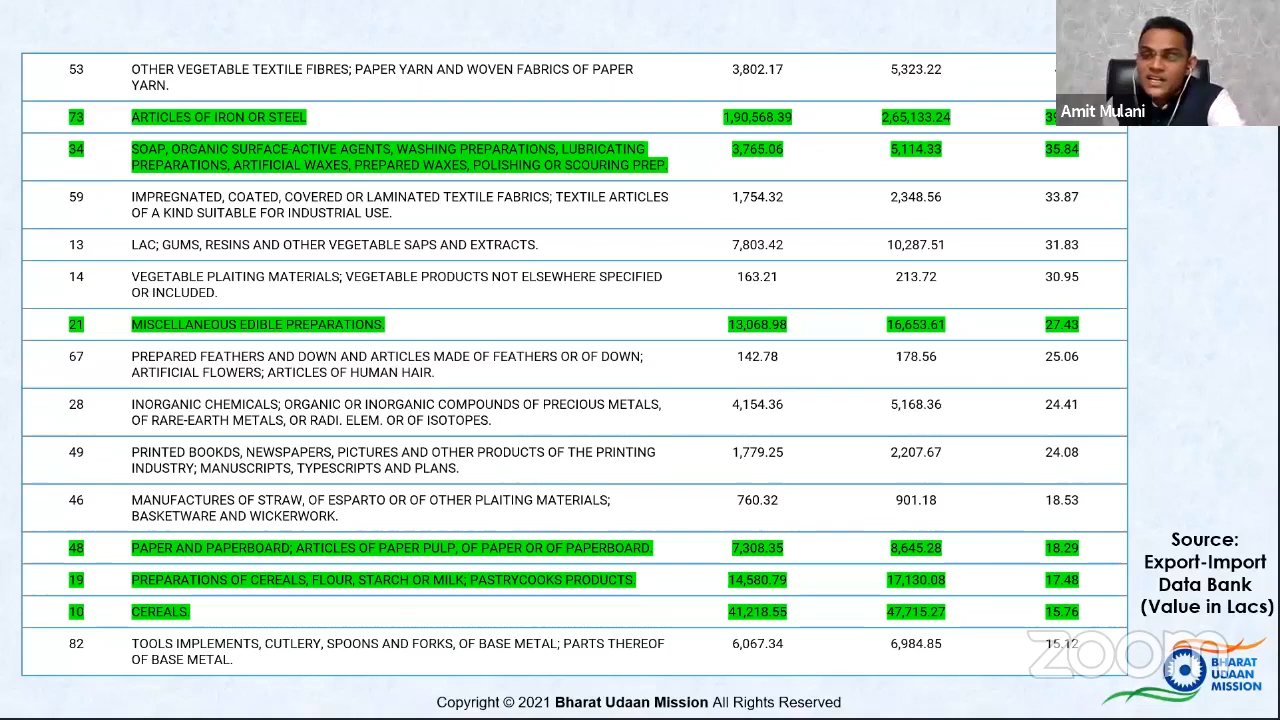 53 OTHER VEGETABLE TEXTILE FIBRES; PAPER YARN AND WOVEN FABRICS OF PAPER 3,802.17 5,323.22
YARN.
Amit Mulani
73 ARTICLES OF IRON OR STEEL 1,90,568.39 2,65,133.24
34 SOAP, ORGANIC SURFACE-ACTIVE AGENTS, WASHING PREPARATIONS, LUBRICATING 3,765.06 5,114.33 35.84
PREPARATIONS, ARTIFICIAL WAXES, PREPARED WAXES, POLISHING OR SCOURING PREP.
59 IMPREGNATED, COATED, COVERED OR LAMINATED TEXTILE FABRICS; TEXTILE ARTICLES 1,754.32 2,348.56 33.87
OF A KIND SUITABLE FOR INDUSTRIAL USE.
13 LAC; GUMS, RESINS AND OTHER VEGETABLE SAPS AND EXTRACTS. 7,803.42 10,287.51 31.83
14 VEGETABLE PLAITING MATERIALS; VEGETABLE PRODUCTS NOT ELSEWHERE SPECIFIED 163.21 213.72 30.95
OR INCLUDED.
21 MISCELLANEOUS EDIBLE PREPARATIONS. 13,068.98 16,653.61 27.43
67 PREPARED FEATHERS AND DOWN AND ARTICLES MADE OF FEATHERS OR OF DOWN; 142.78 178.56 25.06
ARTIFICIAL FLOWERS; ARTICLES OF HUMAN HAIR.
28 INORGANIC CHEMICALS; ORGANIC OR INORGANIC COMPOUNDS OF PRECIOUS METALS, 4,154.36 5,168.36 24.41
OF RARE-EARTH METALS, OR RADI. ELEM. OR OF ISOTOPES.
49 PRINTED BOOKDS, NEWSPAPERS, PICTURES AND OTHER PRODUCTS OF THE PRINTING 1,779.25 2,207.67 24.08
INDUSTRY; MANUSCRIPTS, TYPESCRIPTS AND PLANS.
46 MANUFACTURES OF STRAW, OF ESPARTO OR OF OTHER PLAITING MATERIALS; 760.32 901.18 18.53
BASKETWARE AND WICKERWORK.
48 PAPER AND PAPERBOARD; ARTICLES OF PAPER PULP, OF PAPER OR OF PAPERBOARD. 7,308.35 8,645.28 18.29
19 PREPARATIONS OF CEREALS, FLOUR, STARCH OR MILK; PASTRYCOOKS PRODUCTS. 14,580.79 17,130.08 17.48
10 CEREALS. 41,218.55 47,715.27 15.76
82 TOOLS IMPLEMENTS, CUTLERY, SPOONS AND FORKS, OF BASE METAL; PARTS THEREOF 6,067.34 6,984.85 15.12
OF BASE METAL.
Source:
Export-Import
Data Bank
(Value in Lacs)
zoom
BHARAT
UDAAN
MISSION
Copyright © 2021 Bharat Udaan Mission All Rights Reserved